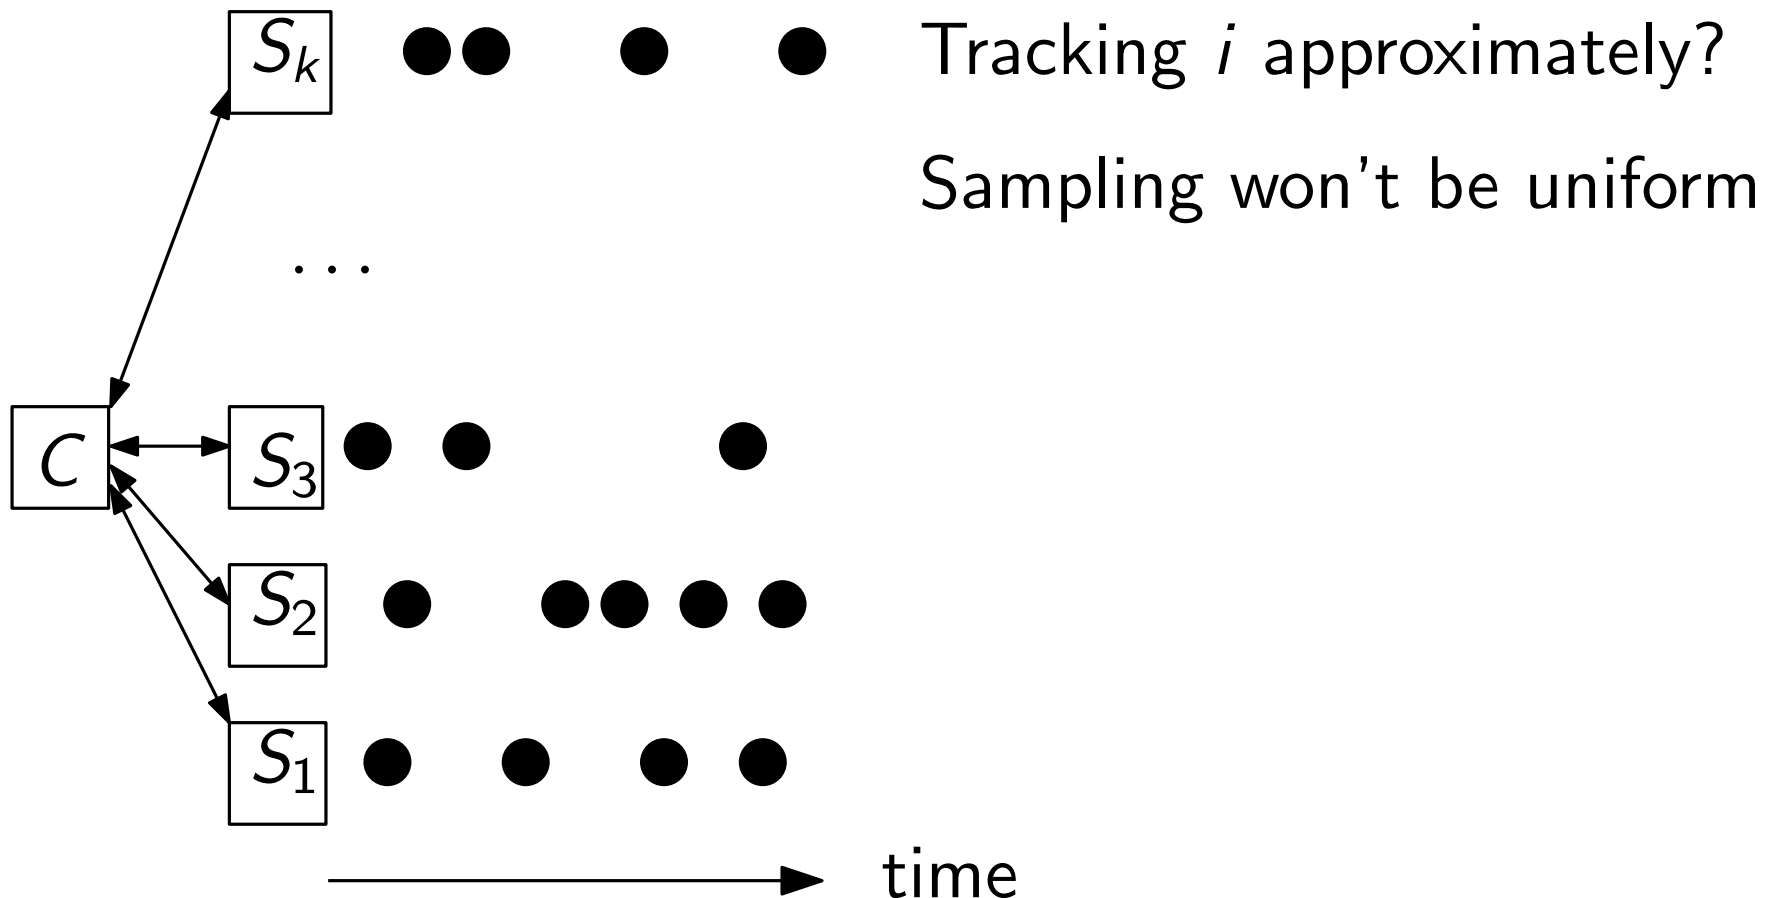 S_k
Tracking i approximately?
Sampling won't be uniform
...
C
S_3
S_2
S_1
time